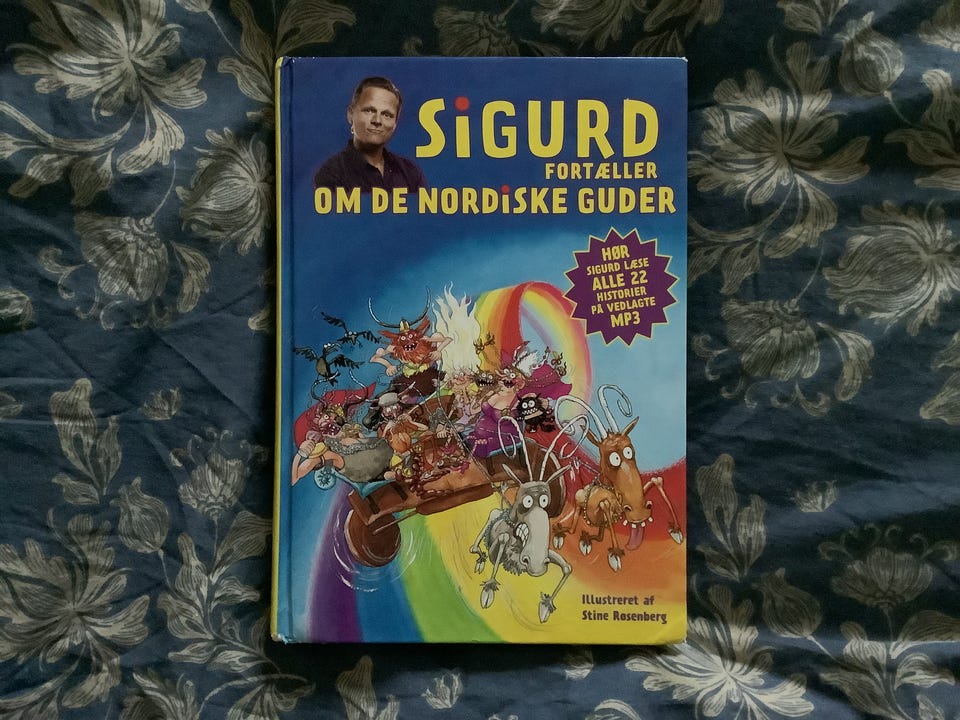 SiGURD
FORTÆLLER
OM DE NORDiSKE GUDER
HØR
SIGURD LÆSE
ALLE 22
HISTORIER
PÅ VEDLAGTE
MP3
Illustreret af
Stine Rosenberg